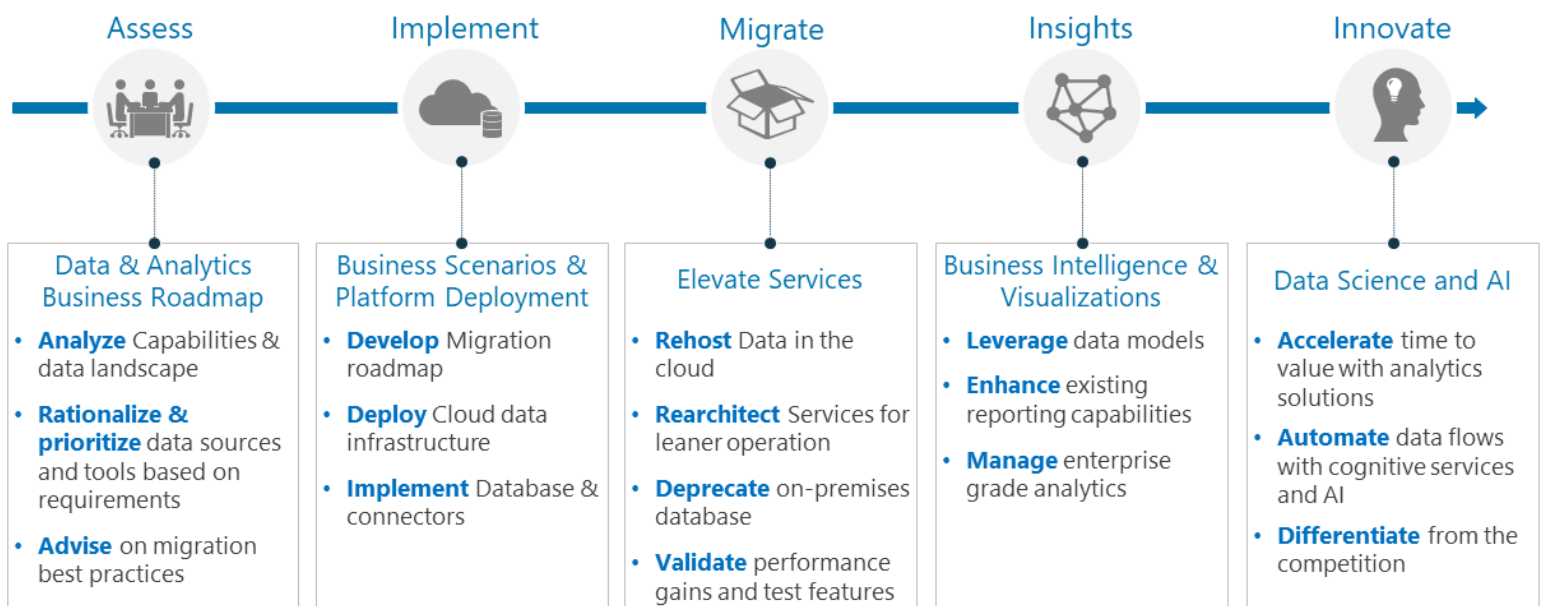 Assess
Implement
Migrate
Insights
Innovate
Data & Analytics
Business Roadmap
• Analyze Capabilities &
data landscape
• Rationalize &
prioritize data sources
and tools based on
requirements
• Advise on migration
best practices
Business Scenarios &
Platform Deployment
• Develop Migration
roadmap
• Deploy Cloud data
infrastructure
• Implement Database &
connectors
Elevate Services
• Rehost Data in the
cloud
• Rearchitect Services for
leaner operation
• Deprecate on-premises
database
• Validate performance
gains and test features
Business Intelligence &
Visualizations
• Leverage data models
• Enhance existing
reporting capabilities
• Manage enterprise
grade analytics
Data Science and AI
• Accelerate time to
value with analytics
solutions
• Automate data flows
with cognitive services
and AI
• Differentiate from the
competition